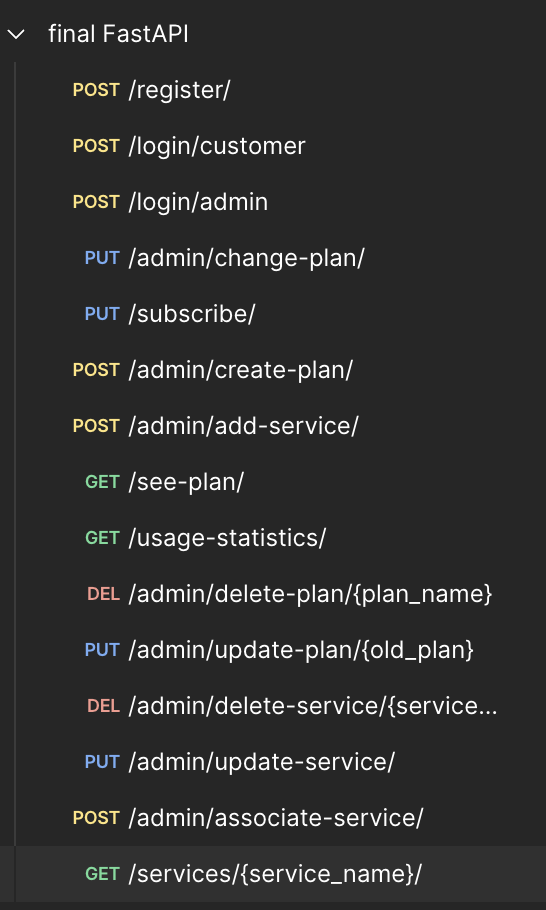 final FastAPI
POST /register/
POST /login/customer
POST /login/admin
PUT /admin/change-plan/
PUT /subscribe/
POST /admin/create-plan/
POST /admin/add-service/
GET /see-plan/
GET /usage-statistics/
DEL /admin/delete-plan/{plan_name}
PUT /admin/update-plan/{old_plan}
DEL /admin/delete-service/{service...
PUT /admin/update-service/
POST /admin/associate-service/
GET /services/{service_name}/